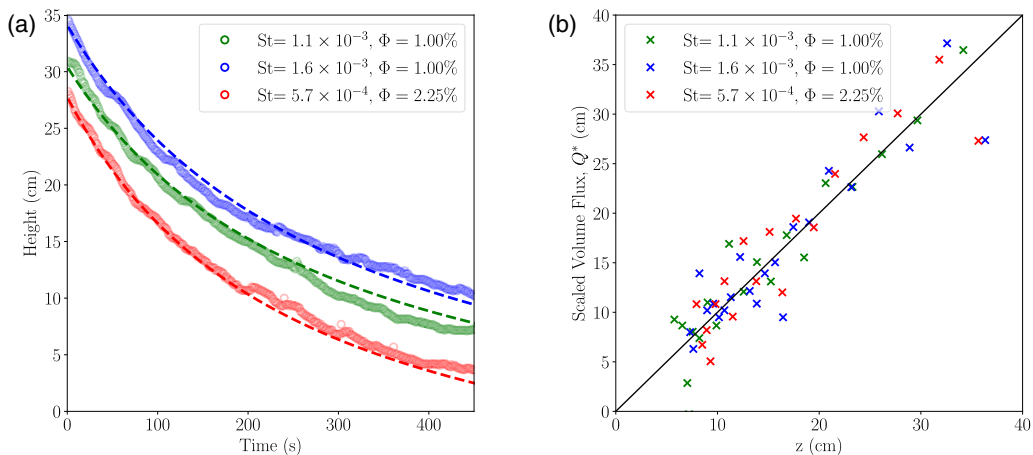 (a)
35
30
25
20
15
10
5
0
Height (cm)
0 100 200 300 400
Time (s)
St= 1.1 × 10⁻³, Φ = 1.00%
St= 1.6 × 10⁻³, Φ = 1.00%
St= 5.7 × 10⁻⁴, Φ = 2.25%
(b)
40
35
30
25
20
15
10
5
0
Scaled Volume Flux, Q* (cm)
0 10 20 30 40
z (cm)
St= 1.1 × 10⁻³, Φ = 1.00%
St= 1.6 × 10⁻³, Φ = 1.00%
St= 5.7 × 10⁻⁴, Φ = 2.25%